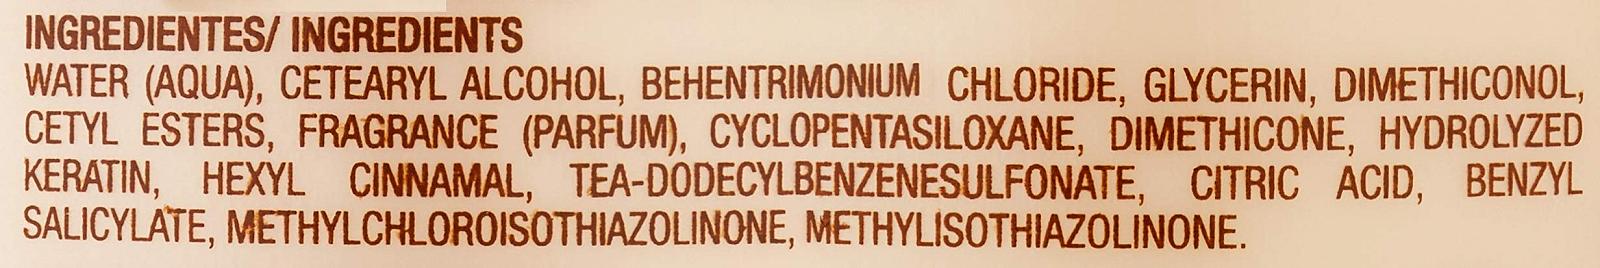 INGREDIENTES/ INGREDIENTS
WATER (AQUA), CETEARYL ALCOHOL, BEHENTRIMONIUM CHLORIDE, GLYCERIN, DIMETHICONOL,
CETYL ESTERS, FRAGRANCE (PARFUM), CYCLOPENTASILOXANE, DIMETHICONE, HYDROLYZED
KERATIN, HEXYL CINNAMAL, TEA-DODECYLBENZENESULFONATE, CITRIC ACID, BENZYL
SALICYLATE, METHYLCHLOROISOTHIAZOLINONE, METHYLISOTHIAZOLINONE.